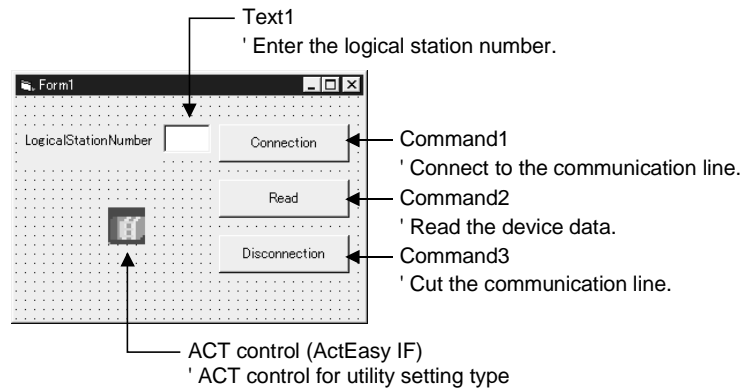 Text1
' Enter the logical station number.
Form1
LogicalStationNumber
Connection
Command1
' Connect to the communication line.
Read
Command2
' Read the device data.
Disconnection
Command3
' Cut the communication line.
ACT control (ActEasy IF)
' ACT control for utility setting type